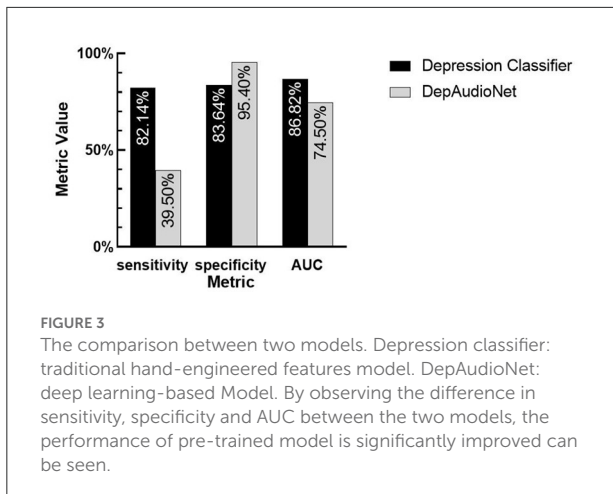 100%
50%
0%
Metric Value
82.14%
39.50%
83.64%
95.40%
86.82%
74.50%
sensitivity specificity AUC
Metric
Depression Classifier
DepAudioNet
FIGURE 3
The comparison between two models. Depression classifier:
traditional hand-engineered features model. DepAudioNet:
deep learning-based Model. By observing the difference in
sensitivity, specificity and AUC between the two models, the
performance of pre-trained model is significantly improved can
be seen.